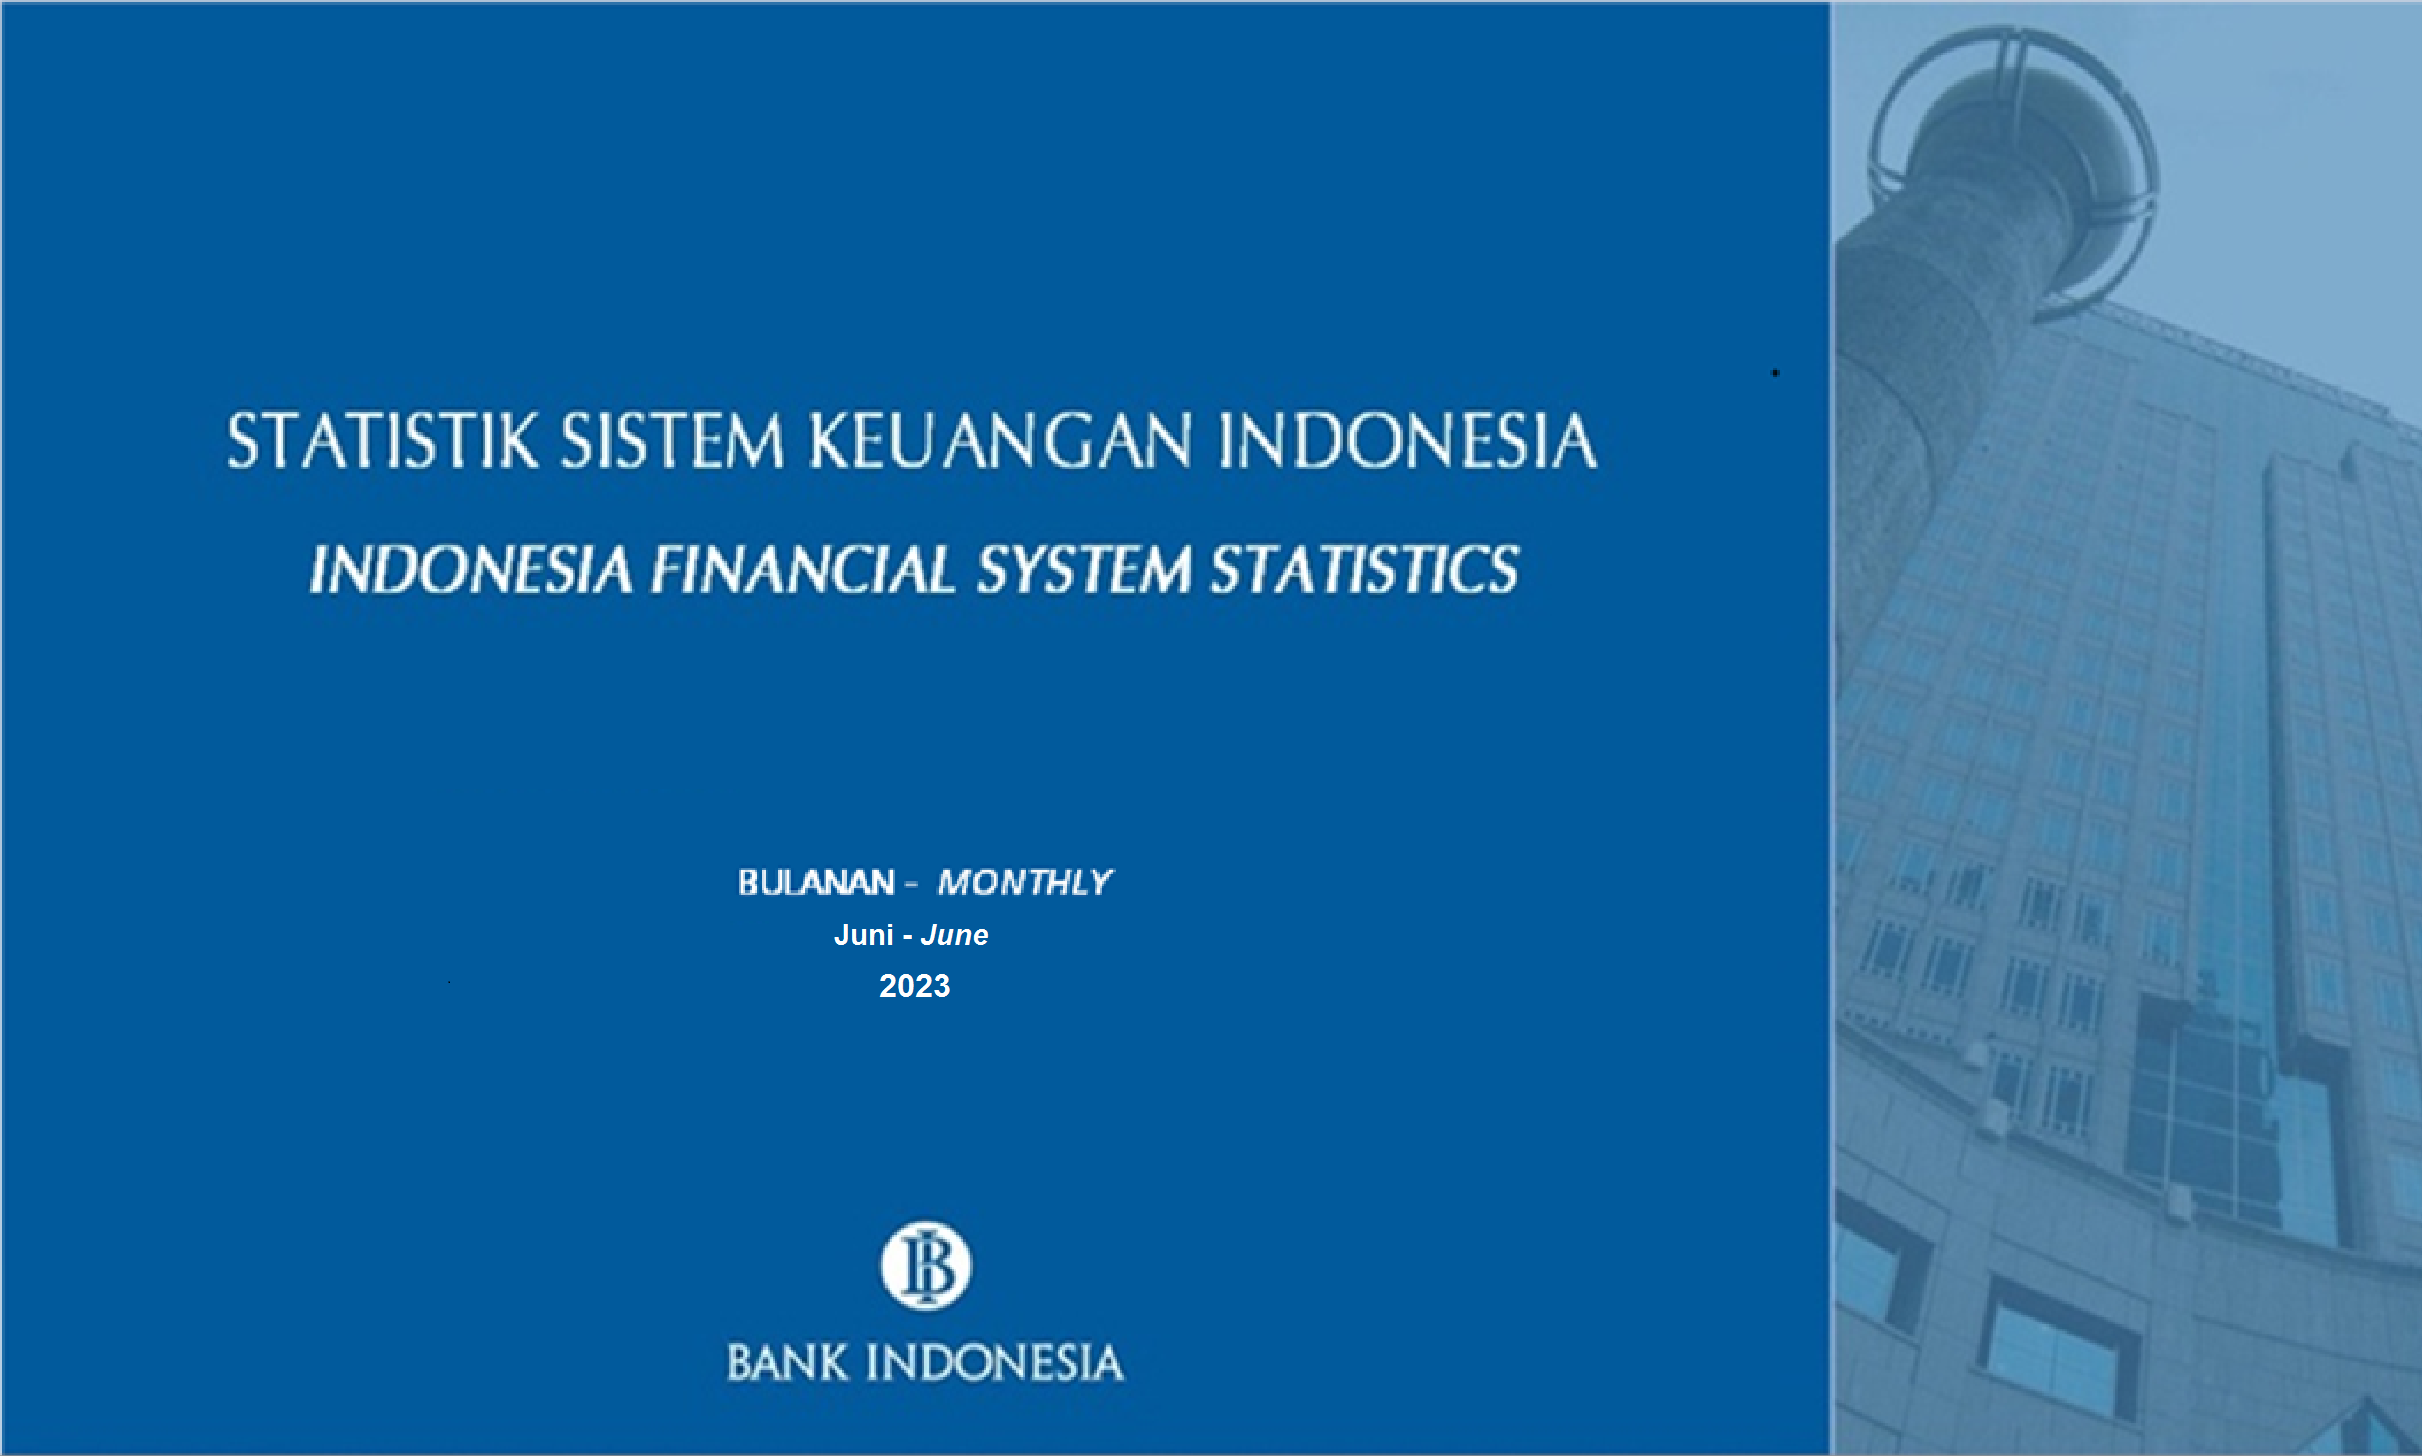 STATISTIK SISTEM KEUANGAN INDONESIA
INDONESIA FINANCIAL SYSTEM STATISTICS
BULANAN - MONTHLY
Juni - June
2023
BANK INDONESIA